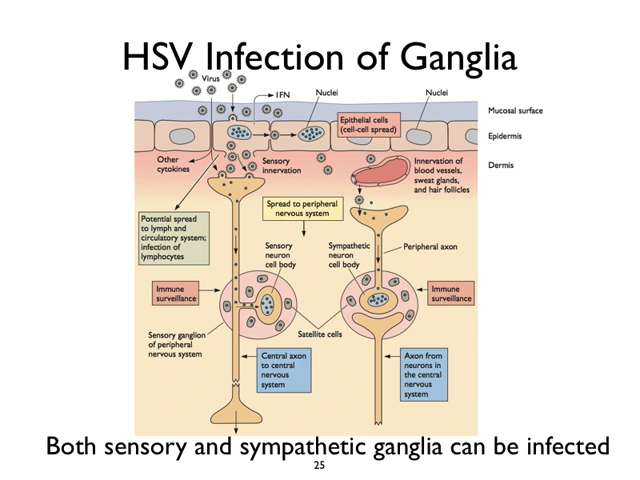 HSV Infection of Ganglia
Virus
IFN
Nuclei
Nuclei
Mucosal surface
Epithelial cells
(cell-cell spread)
Epidermis
Other
cytokines
Sensory
innervation
Innervation of
blood vessels,
sweat glands,
and hair follicles
Dermis
Potential spread
to lymph and
circulatory system;
infection of
lymphocytes
Spread to peripheral
nervous system
Sensory
neuron
cell body
Sympathetic
neuron
cell body
Peripheral axon
Immune
surveillance
Immune
surveillance
Sensory ganglion
of peripheral
nervous system
Satellite cells
Central axon
to central
nervous
system
Axon from
neurons in
the central
nervous
system
Both sensory and sympathetic ganglia can be infected
25